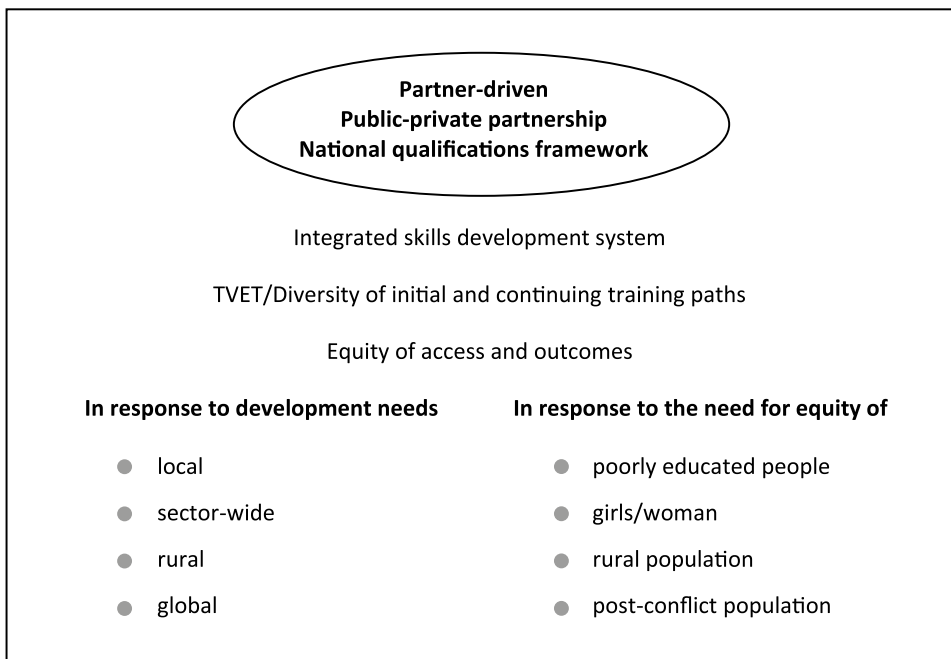 Partner-driven
Public-private partnership
National qualifications framework
Integrated skills development system
TVET/Diversity of initial and continuing training paths
Equity of access and outcomes
In response to development needs
local
sector-wide
rural
global
In response to the need for equity of
poorly educated people
girls/woman
rural population
post-conflict population